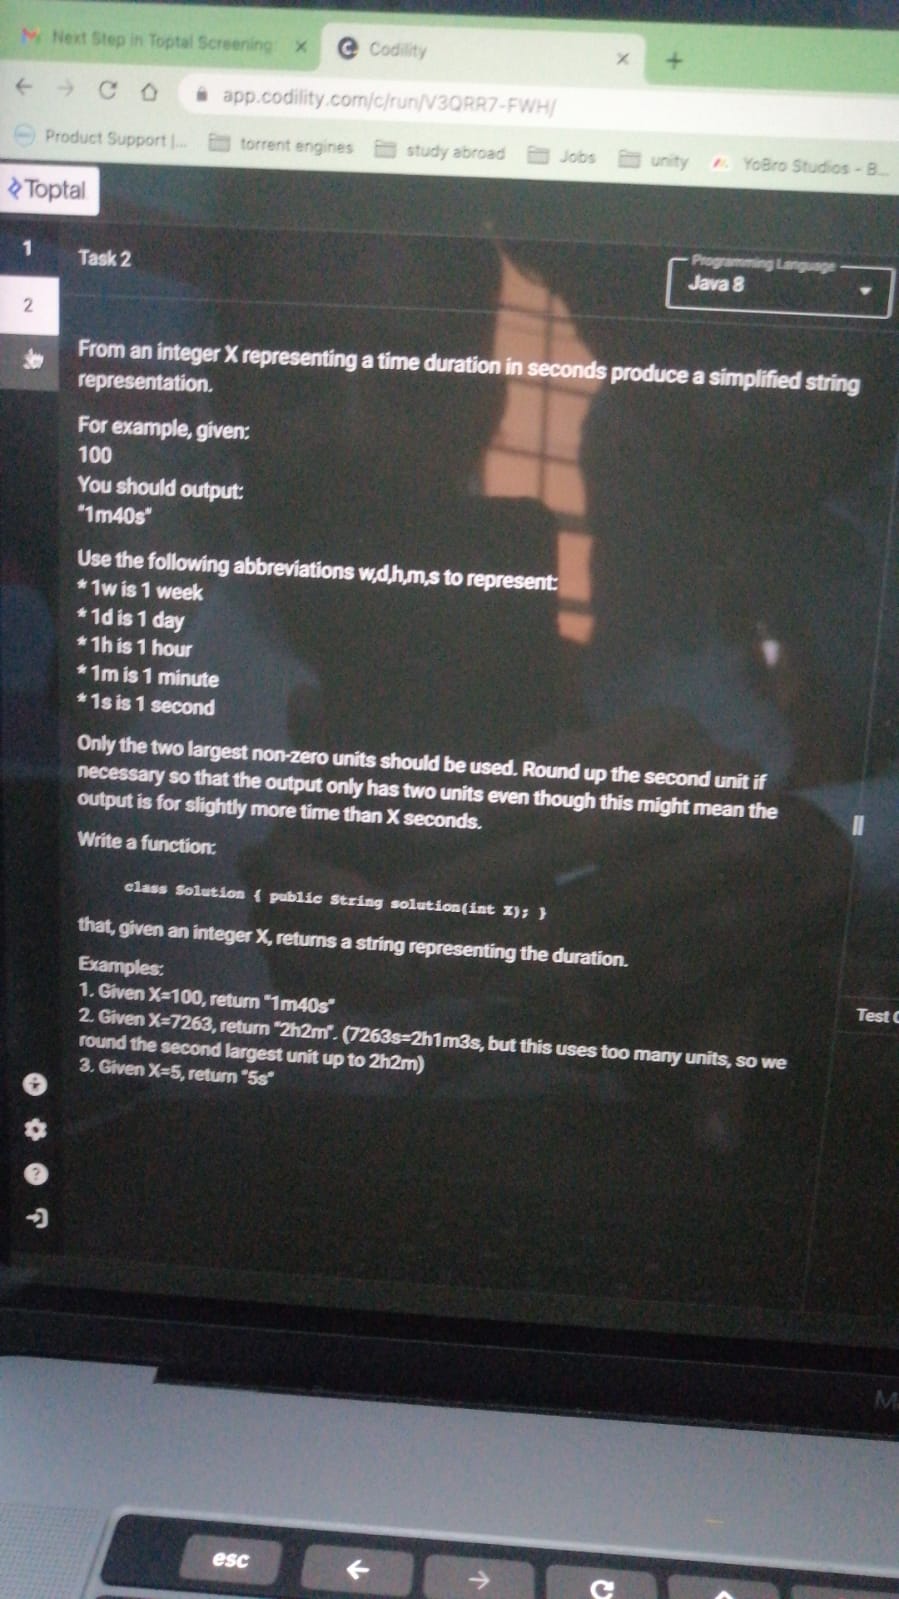 Next Step in Toptal Screening
Codility
app.codility.com/c/run/V3QRR7-FWH/
Product Support |...
torrent engines
study abroad
Jobs
unity
YoBro Studios - B...
Toptal
1
Task 2
Programming Language
Java 8
2
From an integer X representing a time duration in seconds produce a simplified string
representation.
For example, given:
100
You should output:
"1m40s"
Use the following abbreviations w,d,h,m,s to represent:
* 1w is 1 week
* 1d is 1 day
* 1h is 1 hour
* 1m is 1 minute
* 1s is 1 second
Only the two largest non-zero units should be used. Round up the second unit if
necessary so that the output only has two units even though this might mean the
output is for slightly more time than X seconds.
Write a function:
class Solution { public String solution(int X); }
that, given an integer X, returns a string representing the duration.
Examples:
1. Given X=100, return "1m40s"
2. Given X=7263, return "2h2m". (7263s=2h1m3s, but this uses too many units, so we
round the second largest unit up to 2h2m)
3. Given X=5, return "5s"
Test
esc